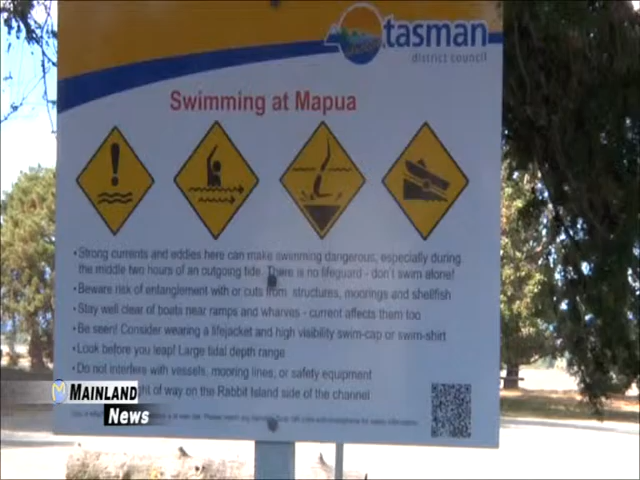 tasman
district council
Swimming at Mapua
• Strong currents and eddies here can make swimming dangerous, especially during
the middle two hours of an outgoing tide. There is no lifeguard - don't swim alone!
• Beware risk of entanglement with or cuts from structures, moorings and shellfish
• Stay well clear of boats near ramps and wharves - current affects them too
• Be seen! Consider wearing a lifejacket and high visibility swim-cap or swim-shirt
• Look before you leap! Large tidal depth range
• Do not interfere with vessels, mooring lines, or safety equipment
of way on the Rabbit Island side of the channel
M MAINLAND
News